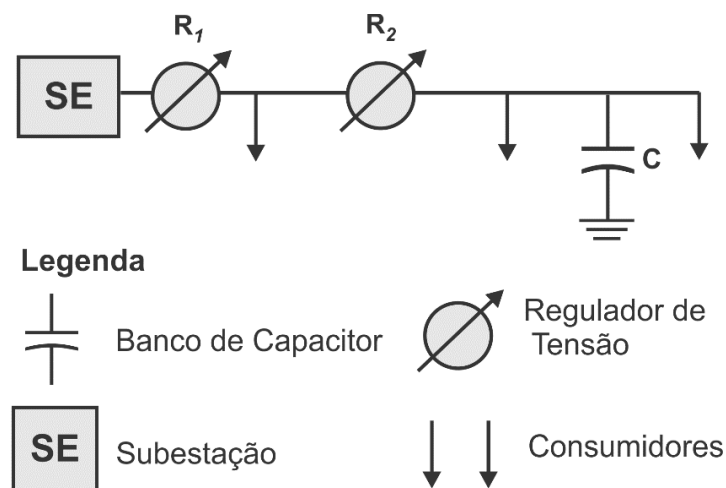 R1
R2
SE
C
Legenda
Banco de Capacitor
Regulador de
Tensão
SE
Subestação
Consumidores